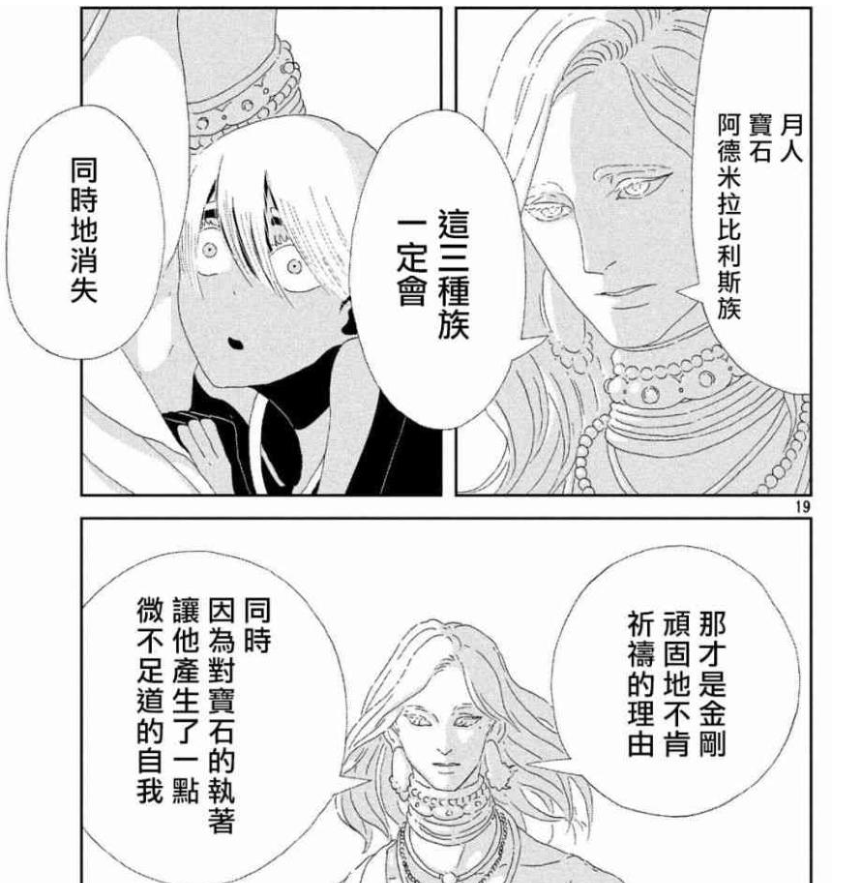 月人
寶石
阿德米拉比利斯族
這三種族
一定會
同時地消失
19
那才是金剛
頑固地不肯
祈禱的理由
同時
因為對寶石的執著
讓他產生了一點
微不足道的自我